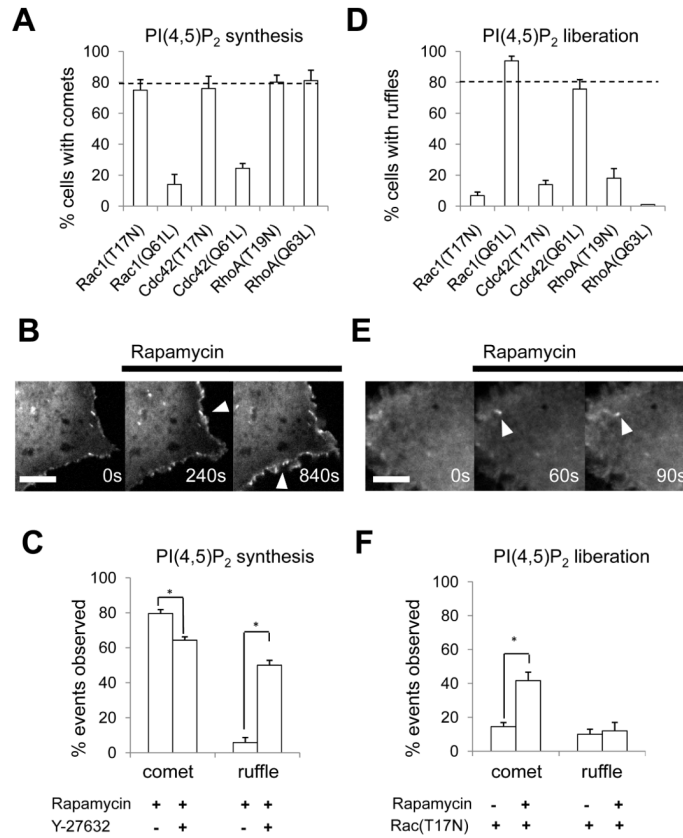 A
PI(4,5)P2 synthesis
% cells with comets
100
80
60
40
20
0
Rac1(T17N)
Rac1(Q61L)
Cdc42(T17N)
Cdc42(Q61L)
RhoA(T19N)
RhoA(Q63L)
D
PI(4,5)P2 liberation
% cells with ruffles
100
80
60
40
20
0
Rac1(T17N)
Rac1(Q61L)
Cdc42(T17N)
Cdc42(Q61L)
RhoA(T19N)
RhoA(Q63L)
B
Rapamycin
0s 240s 840s
E
Rapamycin
0s 60s 90s
C
PI(4,5)P2 synthesis
% events observed
100
80
60
40
20
0
* *
comet ruffle
Rapamycin + + + +
Y-27632 - + - +
F
PI(4,5)P2 liberation
% events observed
100
80
60
40
20
0
*
comet ruffle
Rapamycin - + - +
Rac(T17N) + + + +